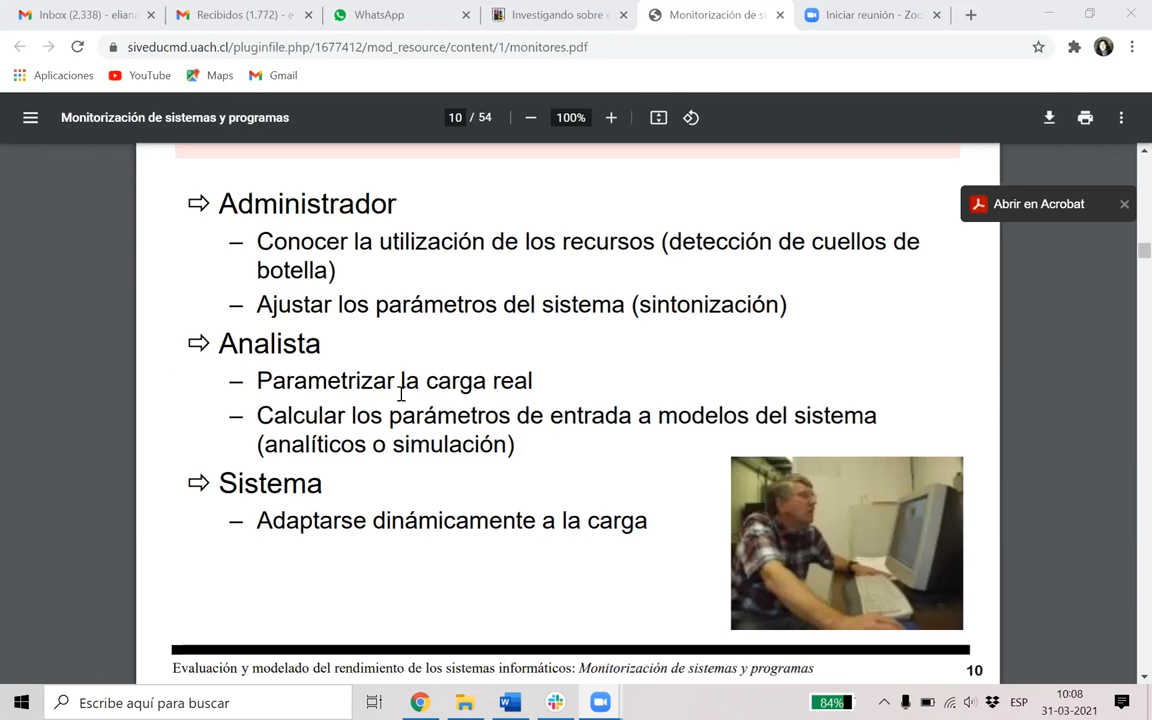 Inbox (2,338) - elian
Recibidos (1.772) - e
WhatsApp
Investigando sobre
Monitorización de si
Iniciar reunión - Zoo
siveducmd.uach.cl/pluginfile.php/1677412/mod_resource/content/1/monitores.pdf
Aplicaciones
YouTube
Maps
Gmail
Monitorización de sistemas y programas
10 / 54
100%
Abrir en Acrobat
Administrador
– Conocer la utilización de los recursos (detección de cuellos de
botella)
– Ajustar los parámetros del sistema (sintonización)
Analista
– Parametrizar la carga real
– Calcular los parámetros de entrada a modelos del sistema
(analíticos o simulación)
Sistema
– Adaptarse dinámicamente a la carga
Evaluación y modelado del rendimiento de los sistemas informáticos: Monitorización de sistemas y programas
10
Escribe aquí para buscar
84%
ESP
10:08
31-03-2021